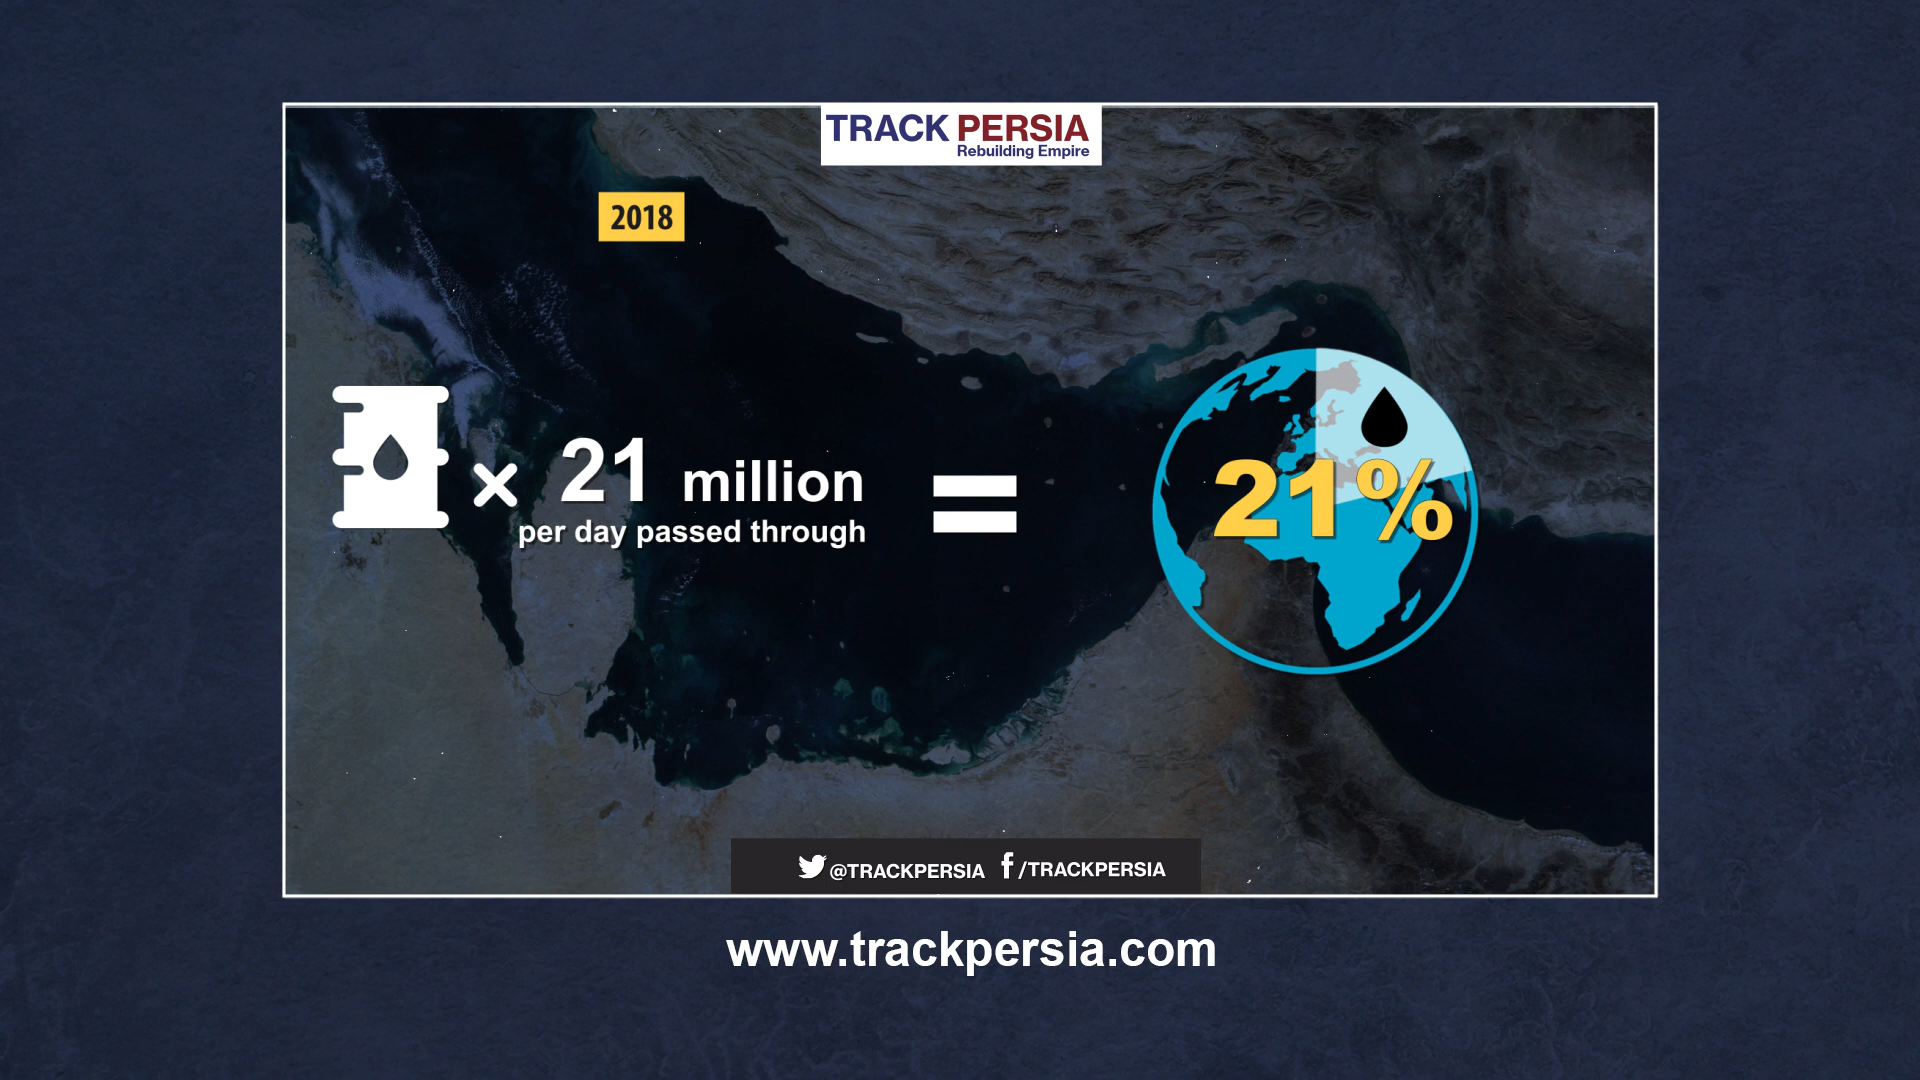 TRACK PERSIA
Rebuilding Empire
2018
× 21 million
per day passed through
=
21%
@TRACKPERSIA f/TRACKPERSIA
www.trackpersia.com